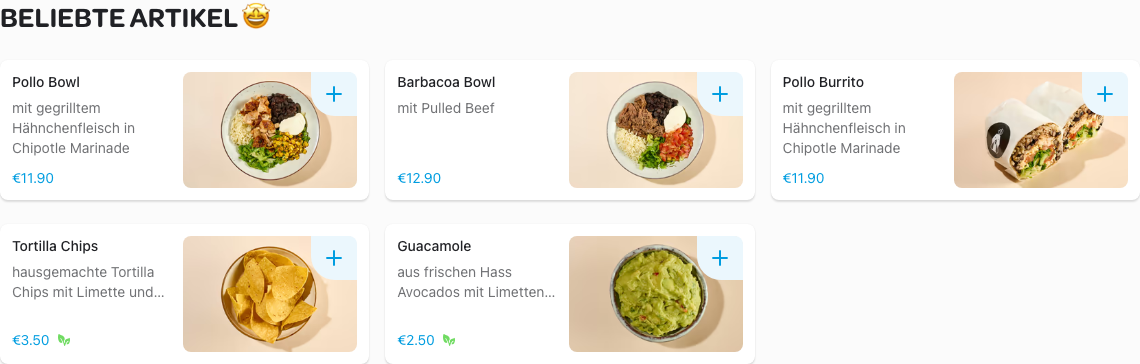 BELIEBTE ARTIKEL 🤩
Pollo Bowl
mit gegrilltem
Hähnchenfleisch in
Chipotle Marinade
€11.90
Barbacoa Bowl
mit Pulled Beef
€12.90
Pollo Burrito
mit gegrilltem
Hähnchenfleisch in
Chipotle Marinade
€11.90
Tortilla Chips
hausgemachte Tortilla
Chips mit Limette und...
€3.50
Guacamole
aus frischen Hass
Avocados mit Limetten...
€2.50